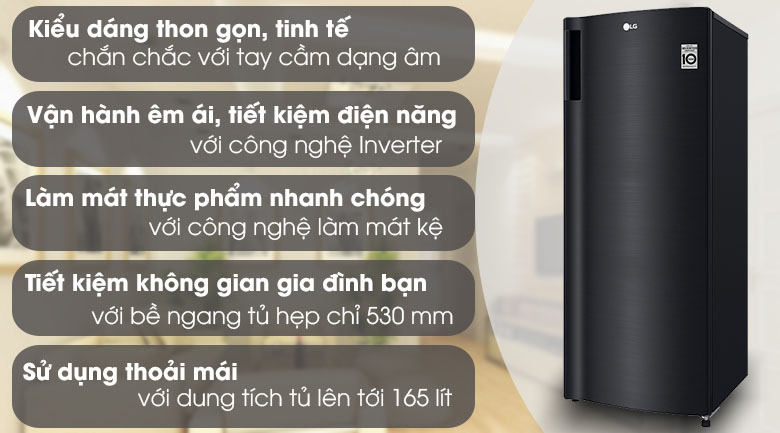 Kiểu dáng thon gọn, tinh tế
chắn chắc với tay cầm dạng âm
Vận hành êm ái, tiết kiệm điện năng
với công nghệ Inverter
Làm mát thực phẩm nhanh chóng
với công nghệ làm mát kệ
Tiết kiệm không gian gia đình bạn
với bề ngang tủ hẹp chỉ 530 mm
Sử dụng thoải mái
với dung tích tủ lên tới 165 lít
LG
10